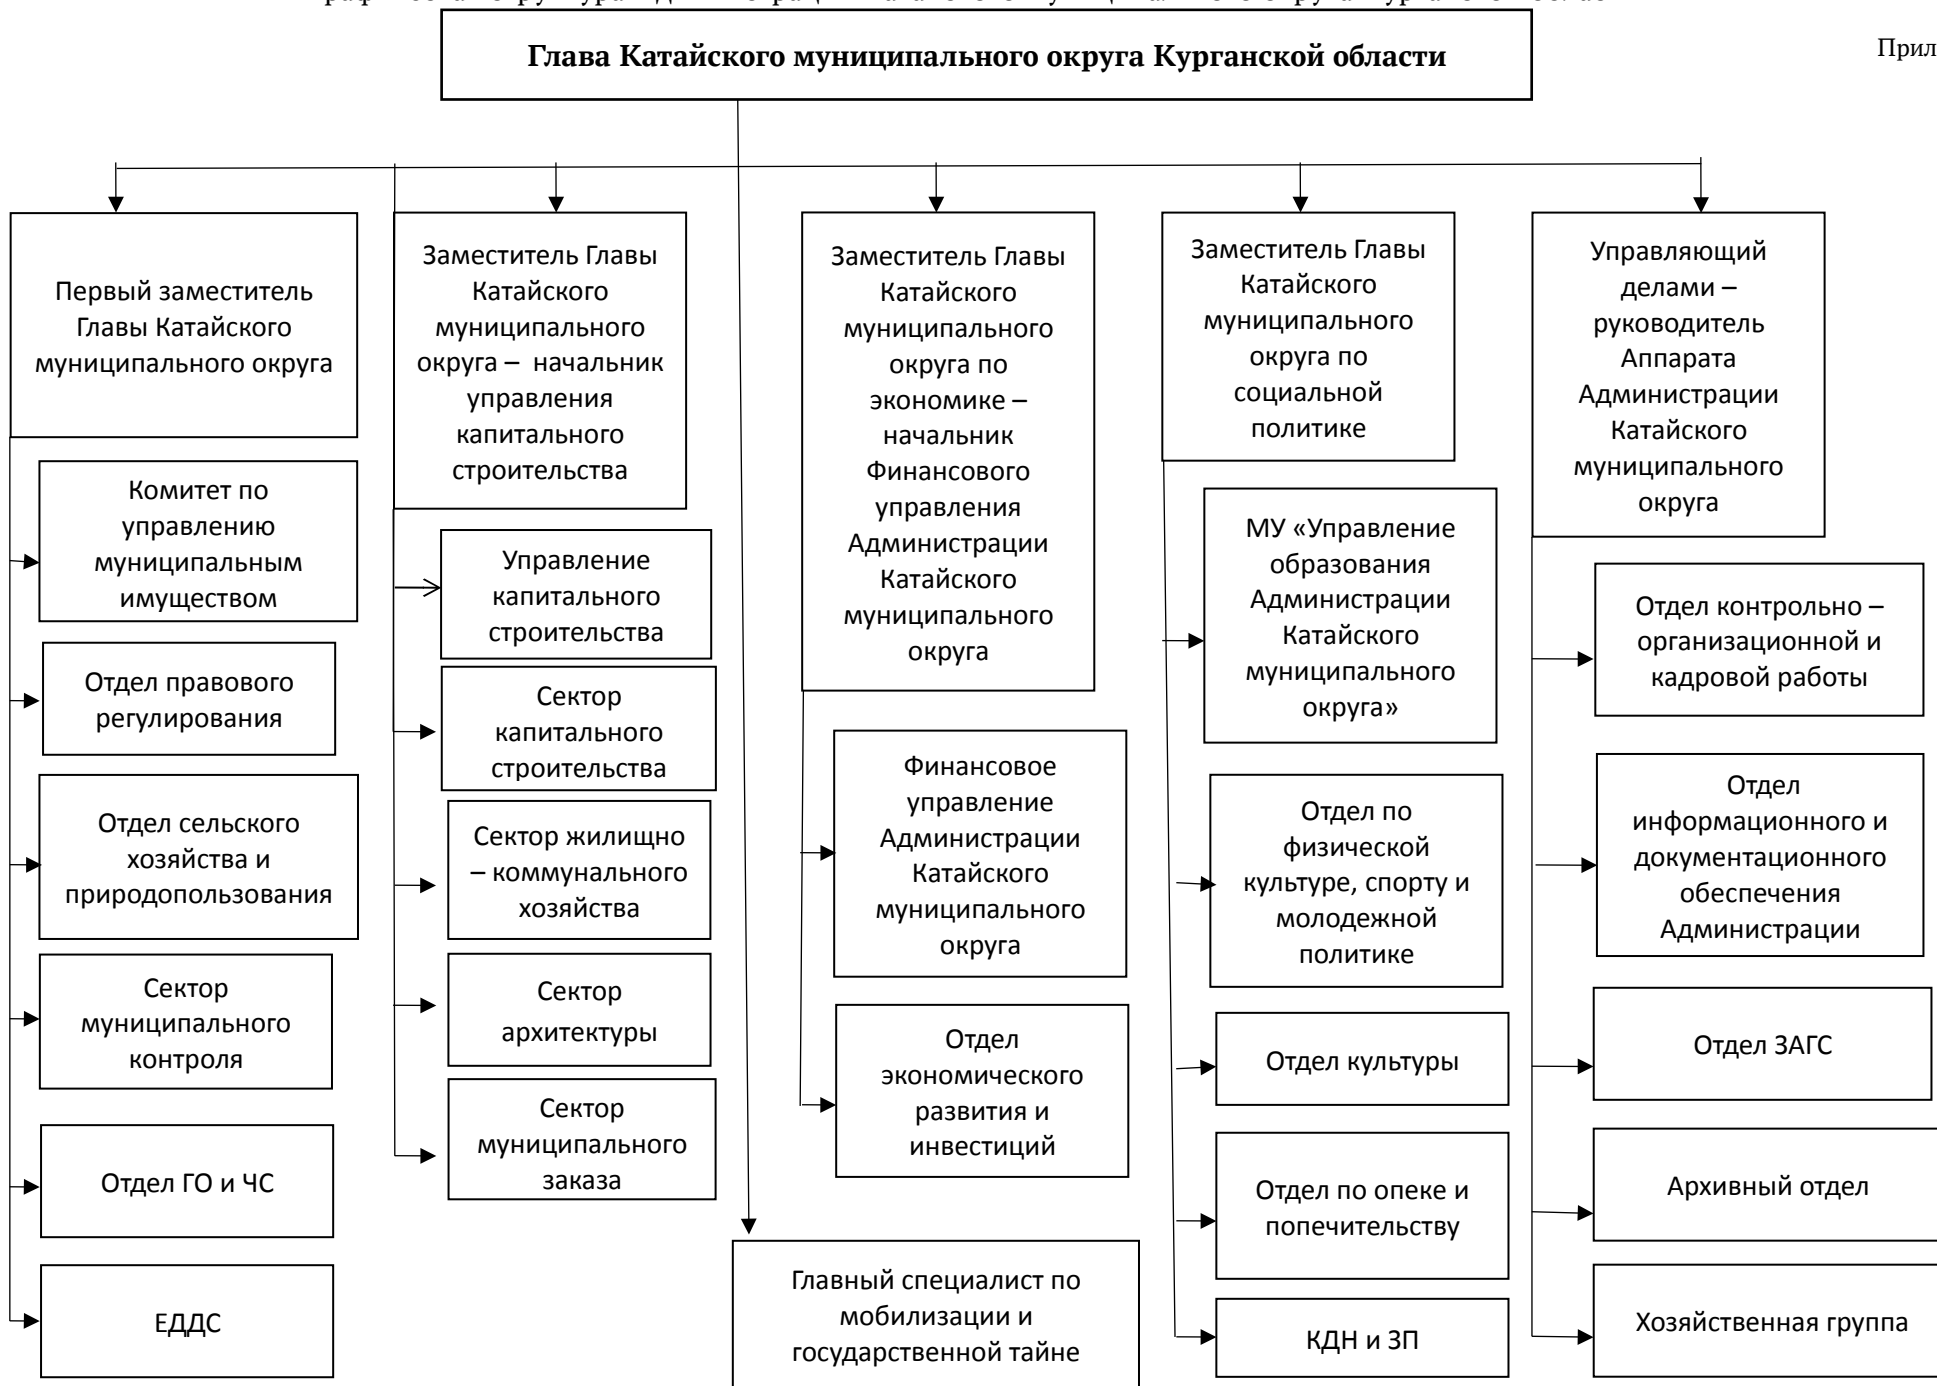 Глава Катайского муниципального округа Курганской области
Прил
Первый заместитель
Главы Катайского
муниципального округа
Комитет по
управлению
муниципальным
имуществом
Отдел правового
регулирования
Отдел сельского
хозяйства и
природопользования
Сектор
муниципального
контроля
Отдел ГО и ЧС
ЕДДС
Заместитель Главы
Катайского
муниципального
округа – начальник
управления
капитального
строительства
Управление
капитального
строительства
Сектор
капитального
строительства
Сектор жилищно
– коммунального
хозяйства
Сектор
архитектуры
Сектор
муниципального
заказа
Заместитель Главы
Катайского
муниципального
округа по
экономике –
начальник
Финансового
управления
Администрации
Катайского
муниципального
округа
Финансовое
управление
Администрации
Катайского
муниципального
округа
Отдел
экономического
развития и
инвестиций
Главный специалист по
мобилизации и
государственной тайне
Заместитель Главы
Катайского
муниципального
округа по
социальной
политике
МУ «Управление
образования
Администрации
Катайского
муниципального
округа»
Отдел по
физической
культуре, спорту и
молодежной
политике
Отдел культуры
Отдел по опеке и
попечительству
КДН и ЗП
Управляющий
делами –
руководитель
Аппарата
Администрации
Катайского
муниципального
округа
Отдел контрольно –
организационной и
кадровой работы
Отдел
информационного и
документационного
обеспечения
Администрации
Отдел ЗАГС
Архивный отдел
Хозяйственная группа